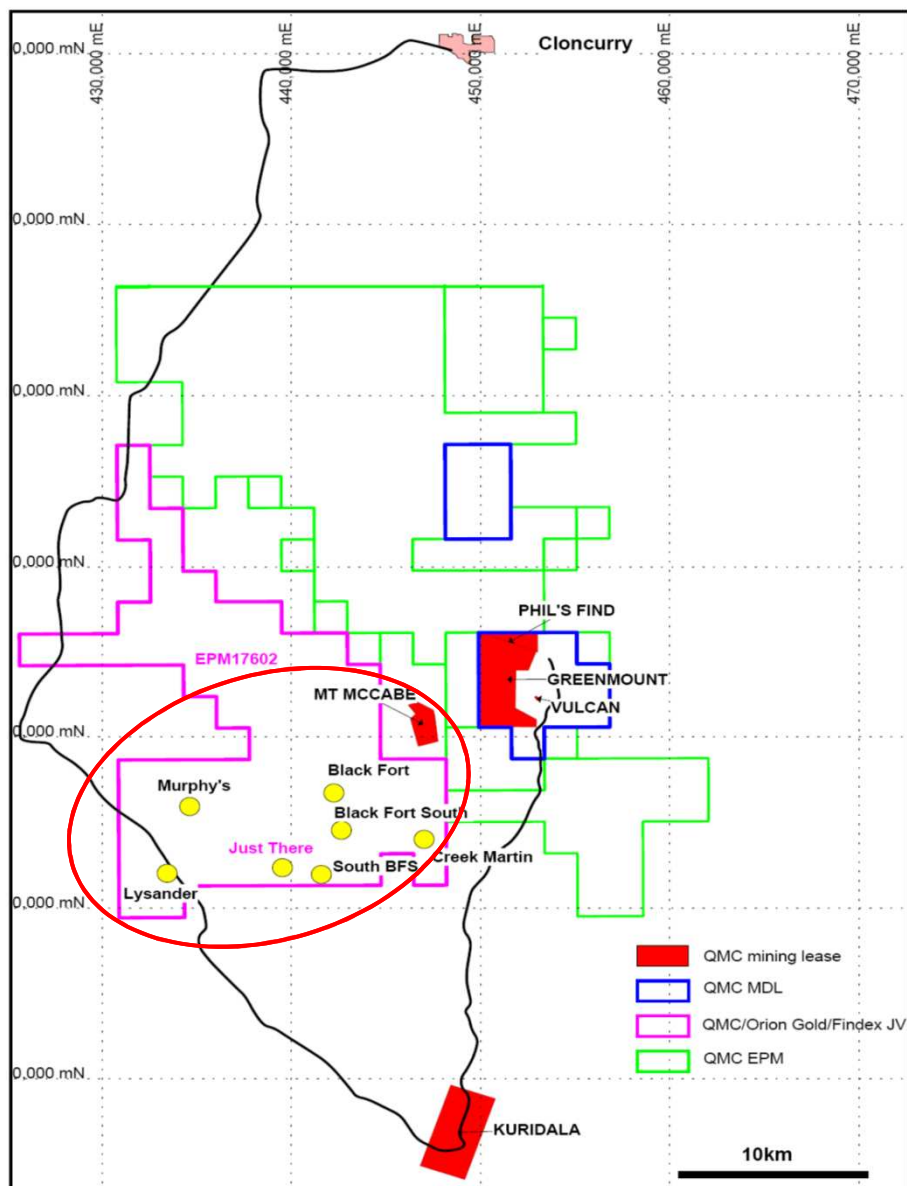 430,000 mE
440,000 mE
450,000 mE
460,000 mE
470,000 mE
Cloncurry
0,000 mN
0,000 mN
0,000 mN
0,000 mN
0,000 mN
0,000 mN
0,000 mN
PHIL'S FIND
EPM17602
GREENMOUNT
MT MCCABE
VULCAN
Black Fort
Murphy's
Black Fort South
Just There
Creek Martin
South BFS
Lysander
QMC mining lease
QMC MDL
QMC/Orion Gold/Findex JV
QMC EPM
KURIDALA
10km